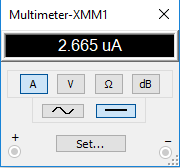 Multimeter-XMM1
2.665 uA
A V Ω dB
+ Set... -